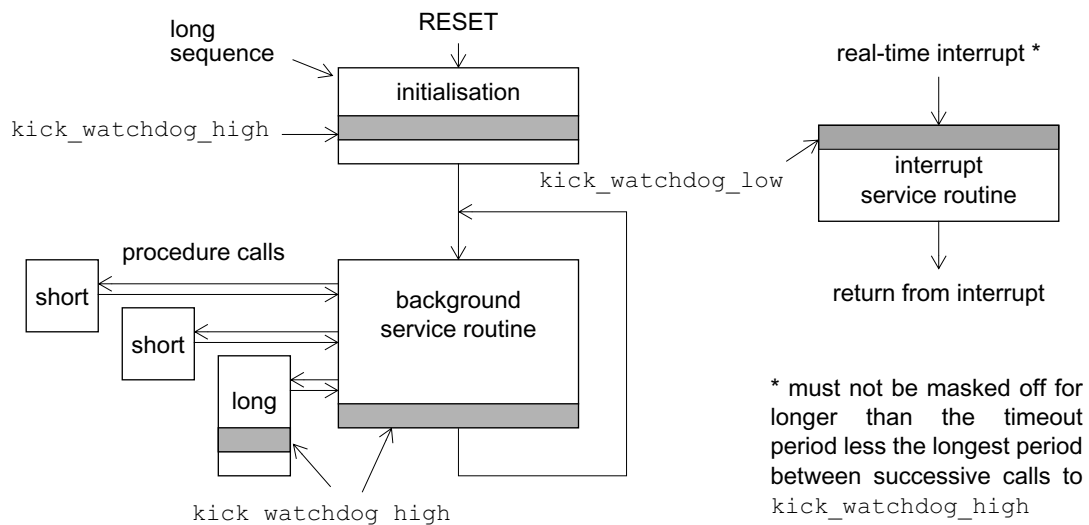 long
sequence
RESET
initialisation
kick_watchdog_high
real-time interrupt *
kick_watchdog_low
interrupt
service routine
return from interrupt
procedure calls
short
short
long
background
service routine
kick watchdog high
* must not be masked off for
longer than the timeout
period less the longest period
between successive calls to
kick_watchdog_high